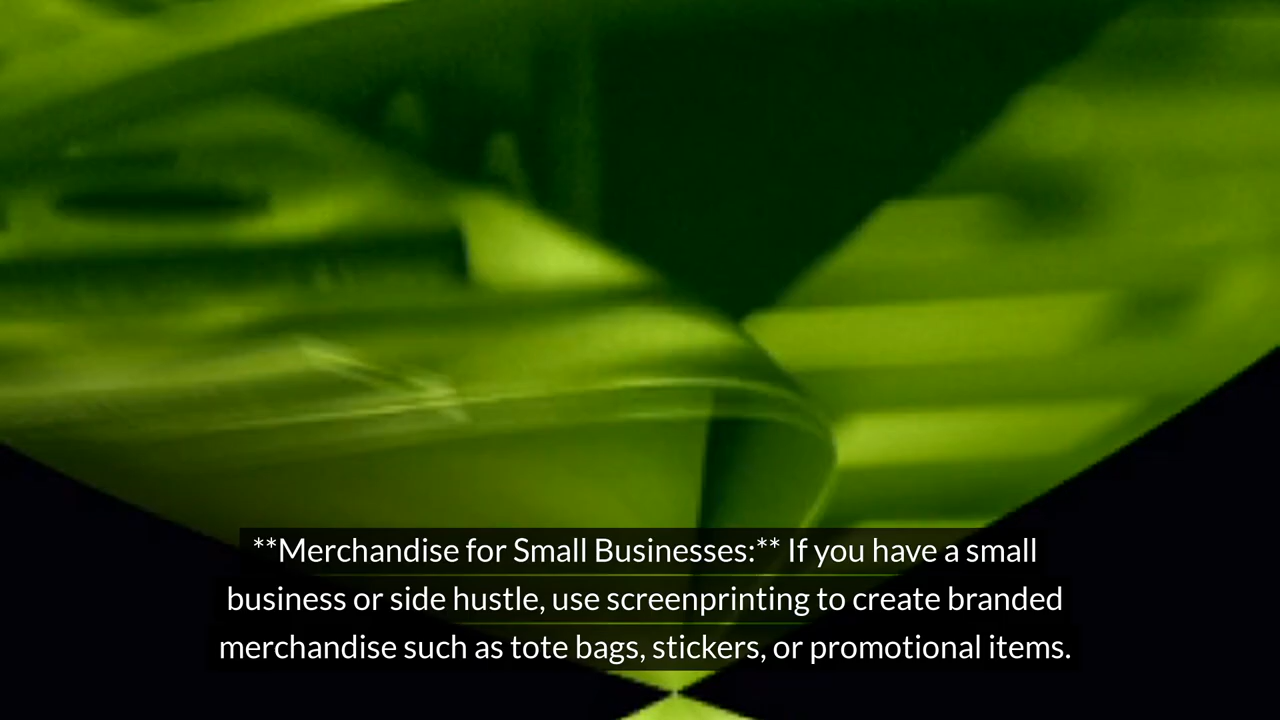 **Merchandise for Small Businesses:** If you have a small
business or side hustle, use screenprinting to create branded
merchandise such as tote bags, stickers, or promotional items.